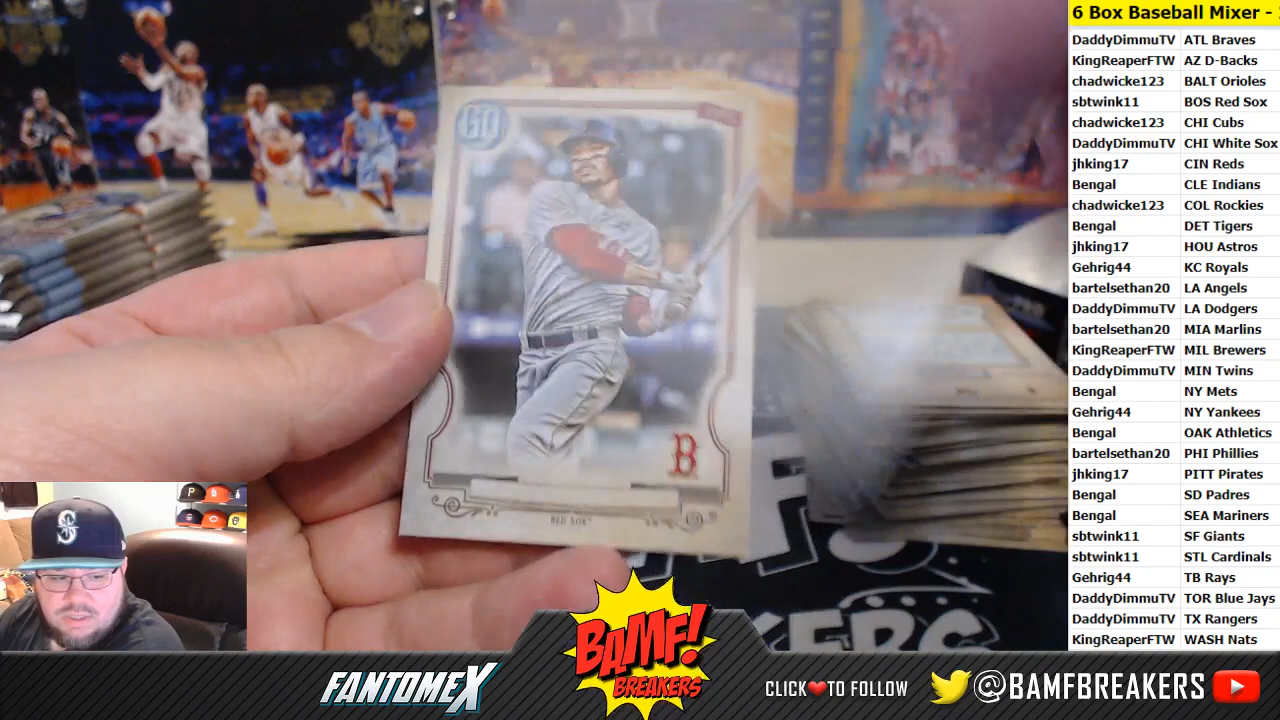 6 Box Baseball Mixer -
DaddyDimmuTV ATL Braves
KingReaperFTW AZ D-Backs
chadwicke123 BALT Orioles
sbtwink11 BOS Red Sox
chadwicke123 CHI Cubs
DaddyDimmuTV CHI White Sox
jhking17 CIN Reds
Bengal CLE Indians
chadwicke123 COL Rockies
Bengal DET Tigers
jhking17 HOU Astros
Gehrig44 KC Royals
bartelsethan20 LA Angels
DaddyDimmuTV LA Dodgers
bartelsethan20 MIA Marlins
KingReaperFTW MIL Brewers
DaddyDimmuTV MIN Twins
Bengal NY Mets
Gehrig44 NY Yankees
Bengal OAK Athletics
bartelsethan20 PHI Phillies
jhking17 PITT Pirates
Bengal SD Padres
Bengal SEA Mariners
sbtwink11 SF Giants
sbtwink11 STL Cardinals
Gehrig44 TB Rays
DaddyDimmuTV TOR Blue Jays
DaddyDimmuTV TX Rangers
KingReaperFTW WASH Nats
GQ
B
RED SOX
S
P
KERS
BAMF!
BREAKERS
FANTOMEX
CLICK TO FOLLOW
@BAMFBREAKERS